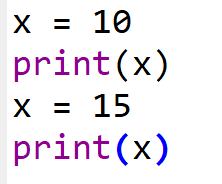 x = 10
print(x)
x = 15
print(x)